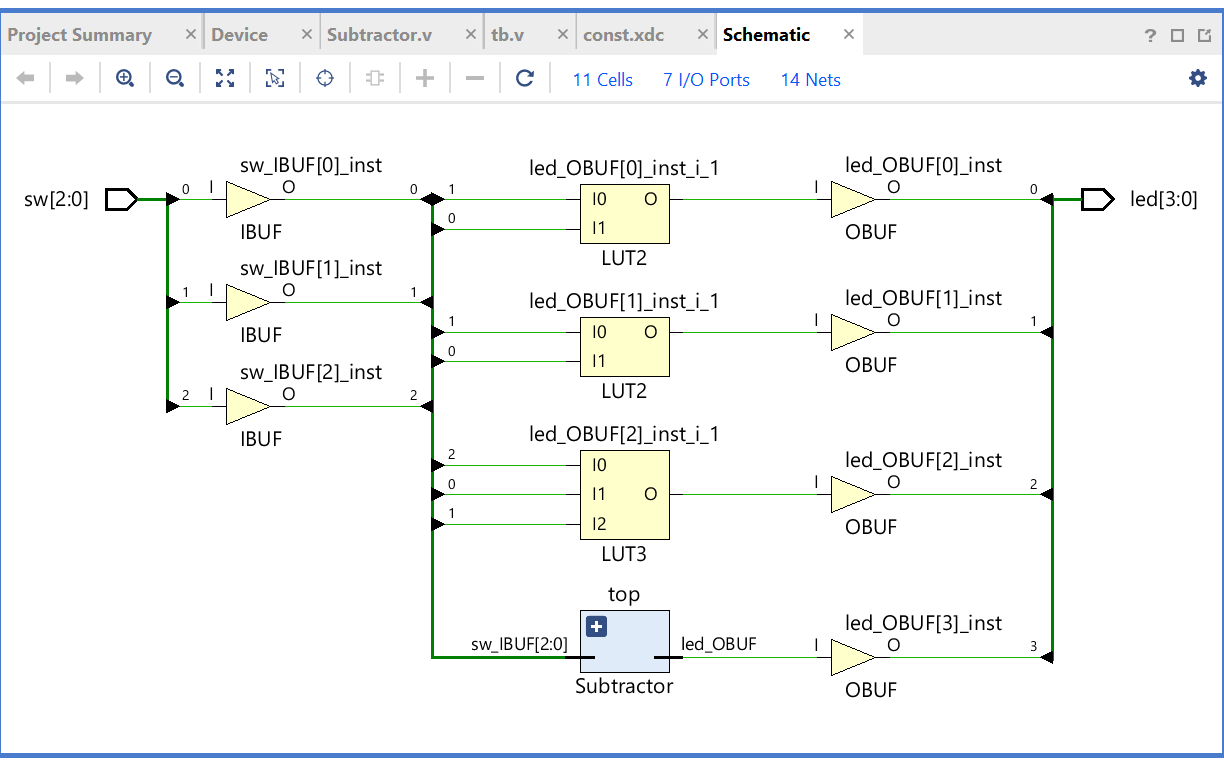 Project Summary × Device × Subtractor.v × tb.v × const.xdc × Schematic × ?
11 Cells 7 I/O Ports 14 Nets
sw_IBUF[0]_inst led_OBUF[0]_inst_i_1 led_OBUF[0]_inst
sw[2:0] 0 I O 0 1 I0 O I O 0 led[3:0]
0 I1
IBUF LUT2 OBUF
sw_IBUF[1]_inst
1 I O 1
IBUF
led_OBUF[1]_inst_i_1 led_OBUF[1]_inst
1 I0 O I O 1
0 I1
LUT2 OBUF
sw_IBUF[2]_inst
2 I O 2
IBUF
led_OBUF[2]_inst_i_1 led_OBUF[2]_inst
2 I0
0 I1 O I O 2
1 I2
LUT3 OBUF
top led_OBUF[3]_inst
sw_IBUF[2:0] led_OBUF I O 3
Subtractor OBUF